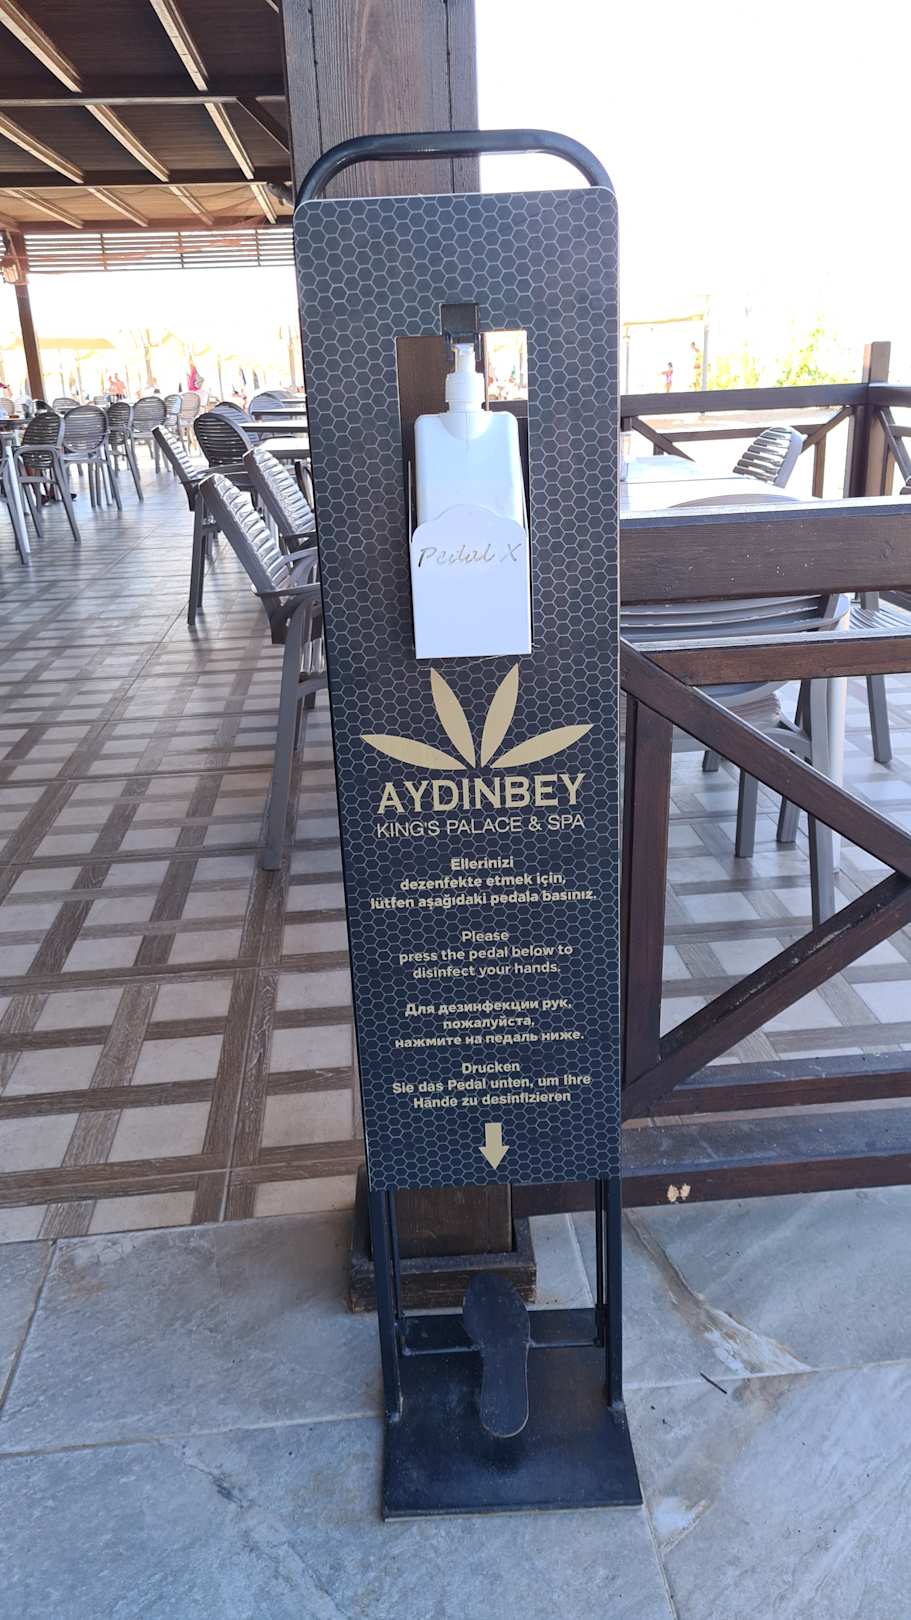 Pedal X
AYDINBEY
KING'S PALACE & SPA
Ellerinizi
dezenfekte etmek için,
lütfen aşağıdaki pedala basınız.
Please
press the pedal below to
disinfect your hands.
Для дезинфекции рук,
пожалуйста,
нажмите на педаль ниже.
Drucken
Sie das Pedal unten, um Ihre
Hände zu desinfizieren